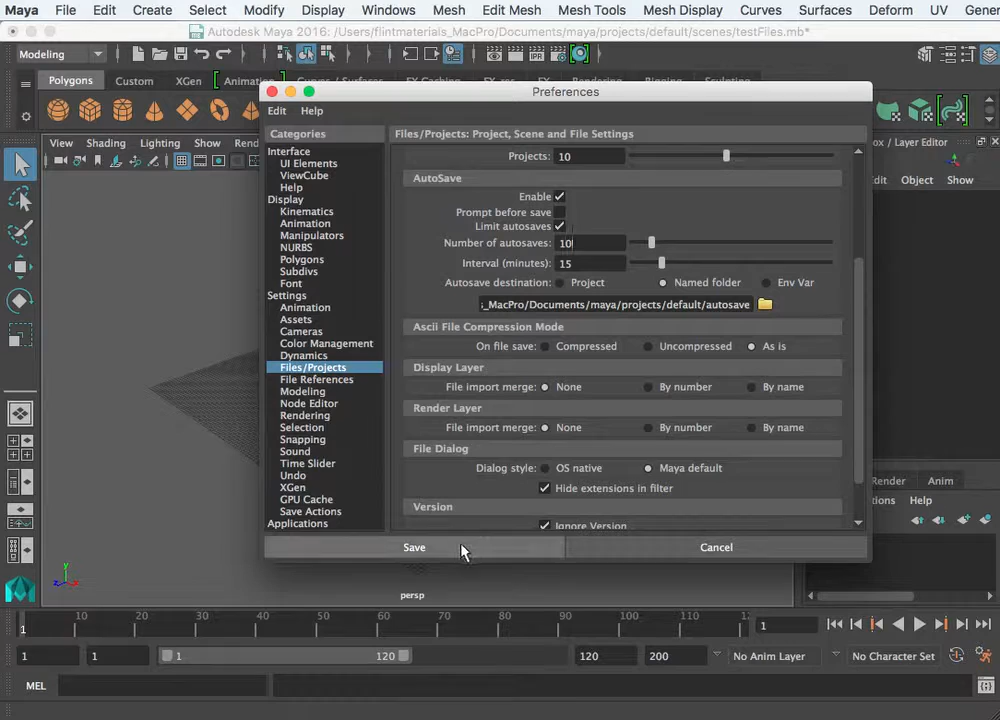 Maya File Edit Create Select Modify Display Windows Mesh Edit Mesh Mesh Tools Mesh Display Curves Surfaces Deform UV Gener
Autodesk Maya 2016: /Users/flintmaterials_MacPro/Documents/maya/projects/default/scenes/testFiles.mb*
Modeling
Polygons Custom XGen Animation
Preferences
Edit Help
Categories
Files/Projects: Project, Scene and File Settings
View Shading Lighting Show
ox / Layer Editor
dit Object Show
Interface
UI Elements
ViewCube
Help
Display
Kinematics
Animation
Manipulators
NURBS
Polygons
Subdivs
Font
Settings
Animation
Assets
Cameras
Color Management
Dynamics
Files/Projects
File References
Modeling
Node Editor
Rendering
Selection
Snapping
Sound
Time Slider
Undo
XGen
GPU Cache
Save Actions
Applications
Projects: 10
AutoSave
Enable
Prompt before save
Limit autosaves
Number of autosaves: 10
Interval (minutes): 15
Autosave destination: Project Named folder Env Var
;_MacPro/Documents/maya/projects/default/autosave
Ascii File Compression Mode
On file save: Compressed Uncompressed As is
Display Layer
File import merge: None By number By name
Render Layer
File import merge: None By number By name
File Dialog
Dialog style: OS native Maya default
Hide extensions in filter
Version
Ignore Version
Save Cancel
Render Anim
tions Help
persp
y
z x
10 20 30 40 50 60 70 80 90 100 110 12
1 1
1 1 1 120 120 200 No Anim Layer No Character Set
MEL